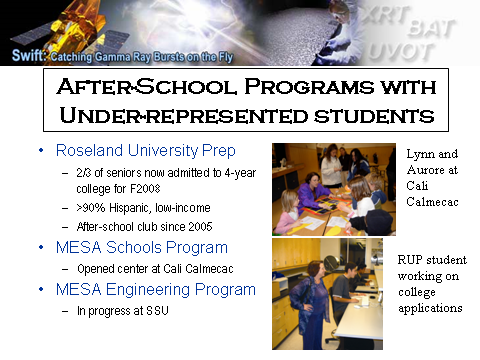 XRT
BAT
UVOT
Swift: Catching Gamma Ray Bursts on the Fly
After-School Programs with
Under-represented students
• Roseland University Prep
– 2/3 of seniors now admitted to 4-year
college for F2008
– >90% Hispanic, low-income
– After-school club since 2005
• MESA Schools Program
– Opened center at Cali Calmecac
• MESA Engineering Program
– In progress at SSU
Lynn and
Aurore at
Cali
Calmecac
RUP student
working on
college
applications